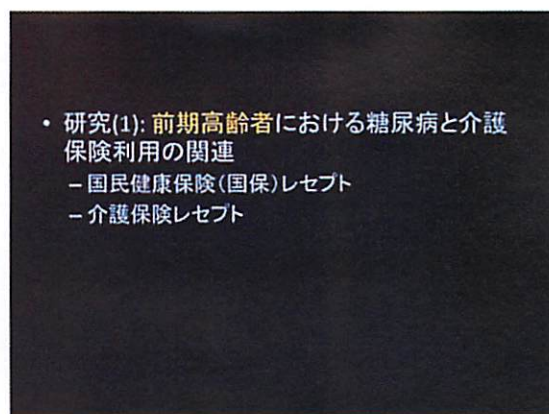 • 研究(1): 前期高齢者における糖尿病と介護
保険利用の関連
– 国民健康保険(国保)レセプト
– 介護保険レセプト